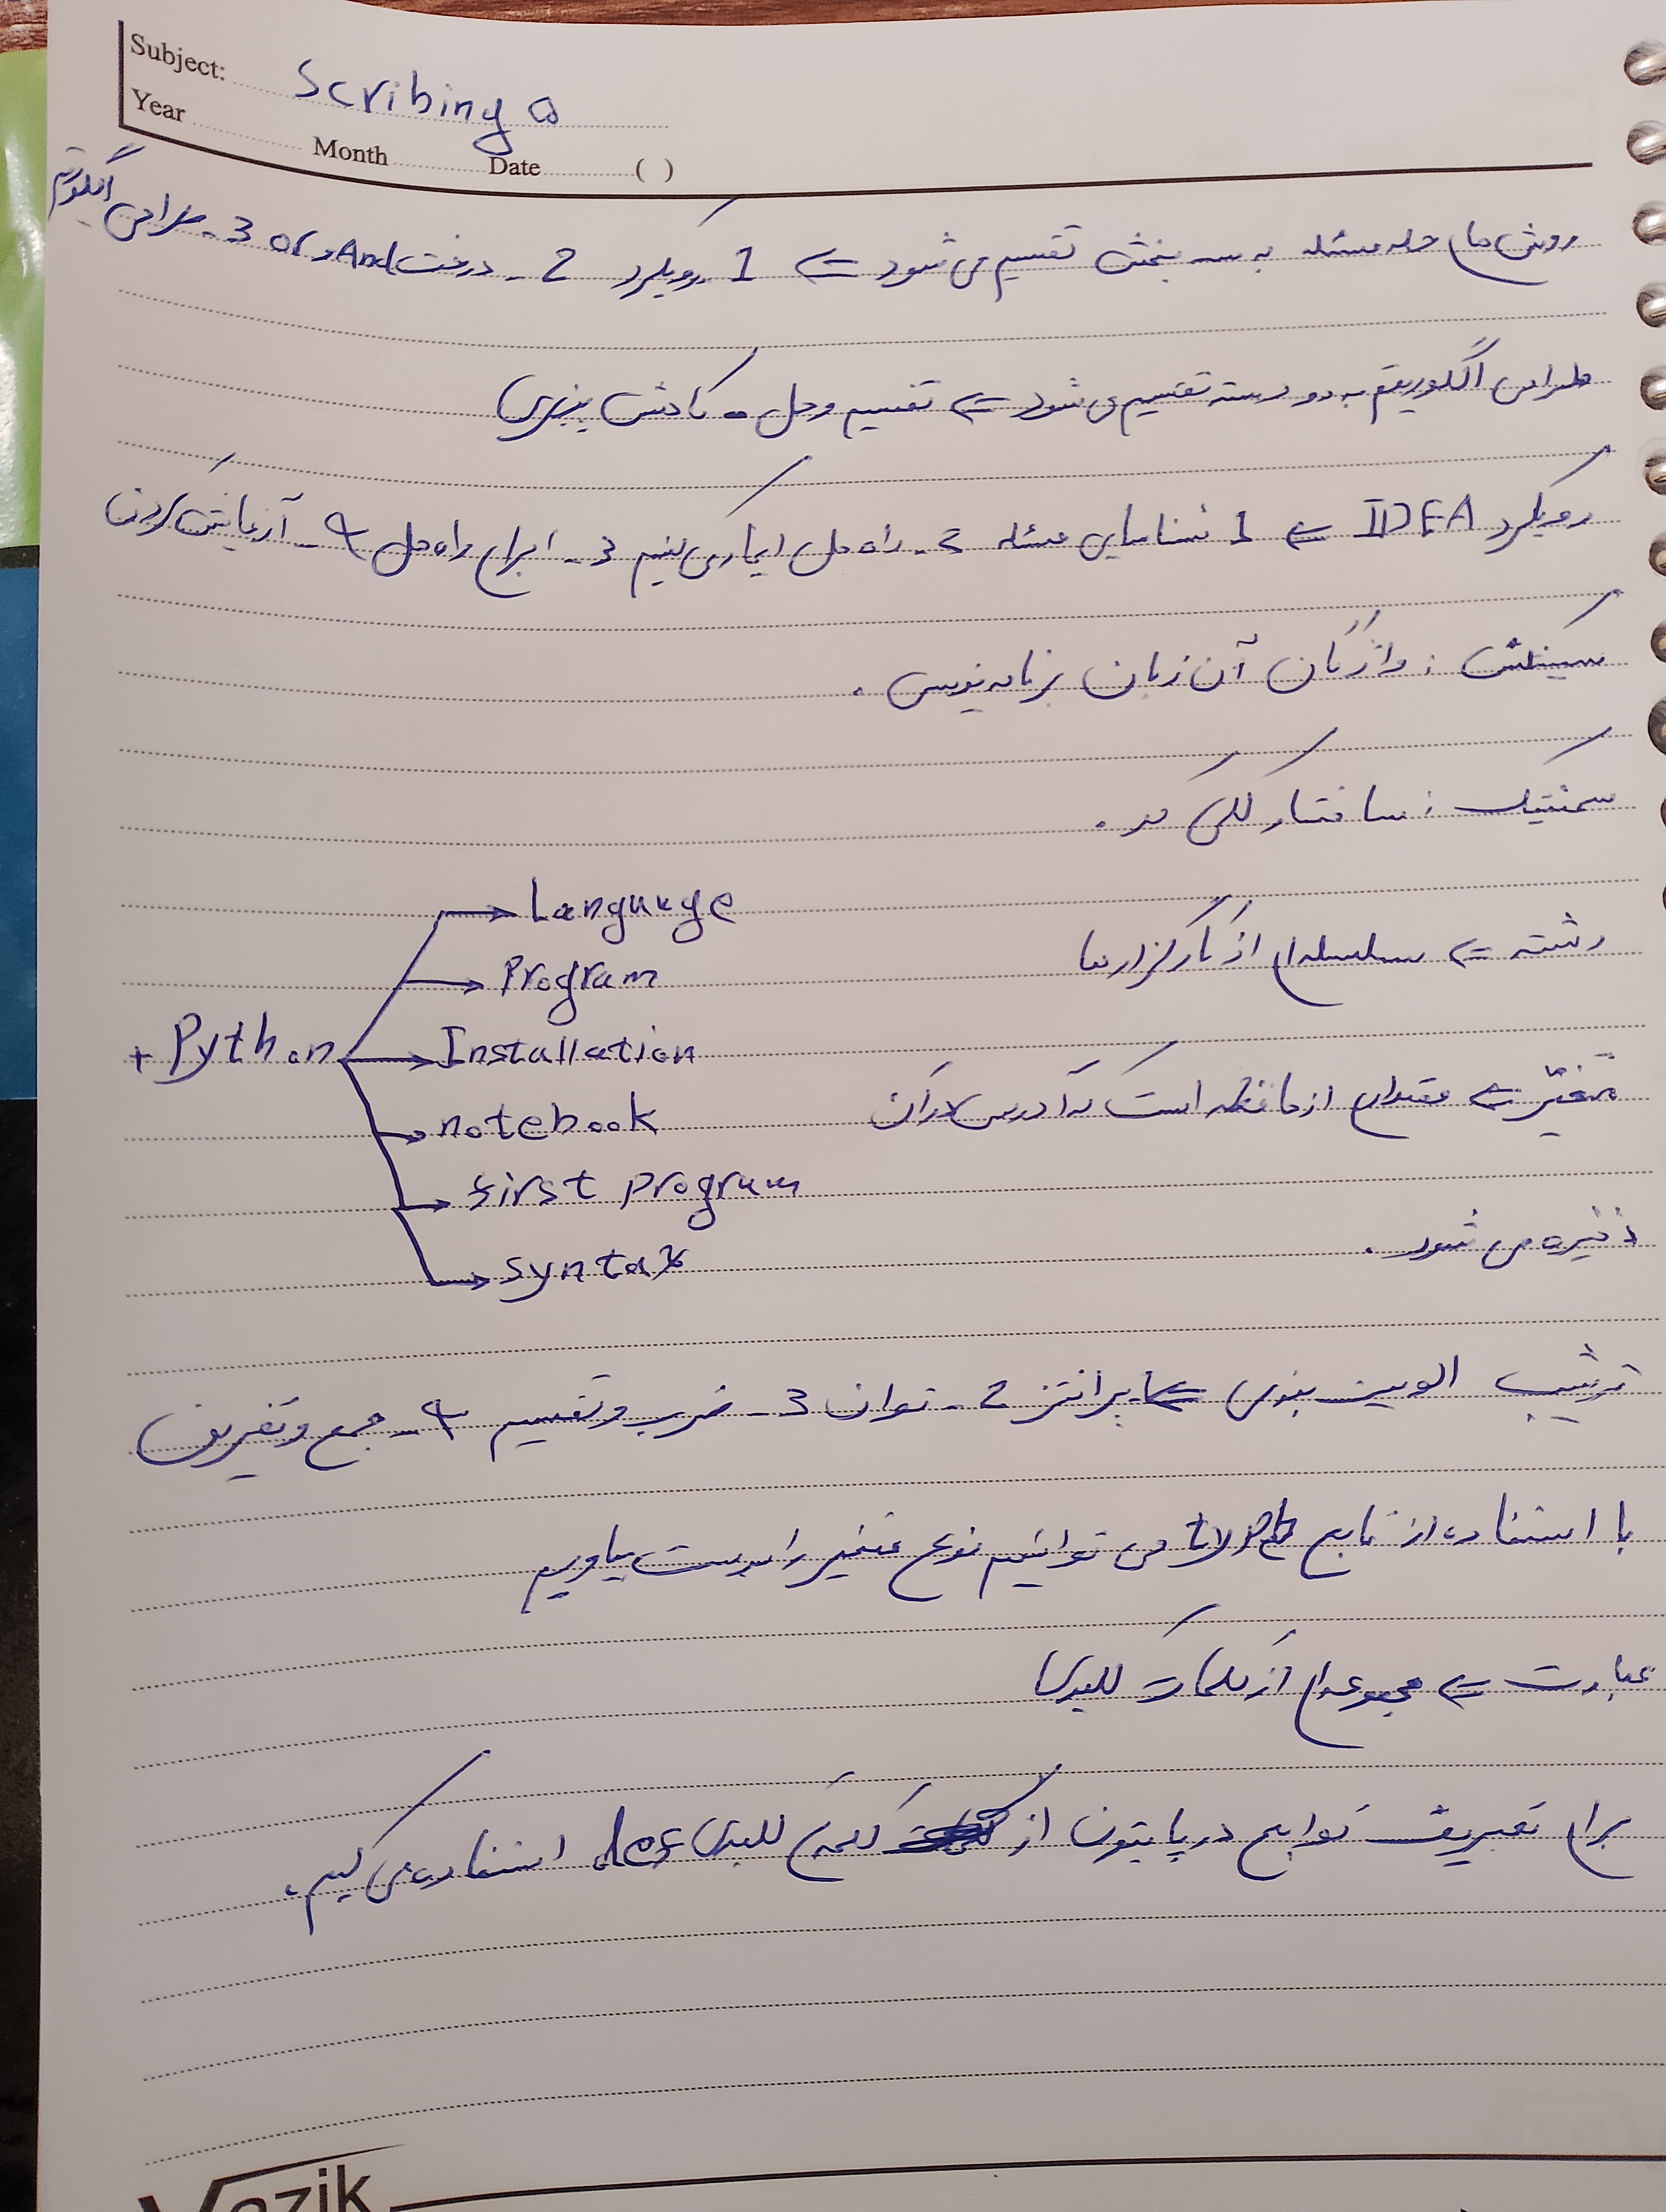 Subject: Scribing
Year Month Date ( )
روش های حل مسئله به سه بخش تقسیم می شود ⇐ 1 رویکرد 2 - درخت And و or 3 - طراحی الگوریتم
طراحی الگوریتم به دو دسته تقسیم می شود ⇐ تقسیم و حل • کاهش پذیری
رویکرد IDEA ⇐ 1 شناسایی مسئله 2 - راه حل ایجاد می کنیم 3 - اجرای راه حل 4 - آزمایش کردن
سینتکس : واژگان آن زبان برنامه نویسی .
سمنتیک : ساختار کلی کد .
رشته ⇐ سلسله ای از کارکترها
متغیر ⇐ مقداری از حافظه است که آدرس در آن
ذخیره می شود .
+ Python
→ Language
→ Program
→ Installation
→ notebook
→ first program
→ syntax
ترتیب الویت بندی ⇐ 1- پرانتز 2 - توان 3 - ضرب و تقسیم 4 - جمع و تفریق
با استفاده از تابع type می توانیم نوع متغیر را بدست بیاوریم
عبارت ⇐ مجموعه ای از کلمات کلیدی
برای تعریف توابع در پایتون از کلمه ی کلیدی def استفاده می کنیم .
Yazik